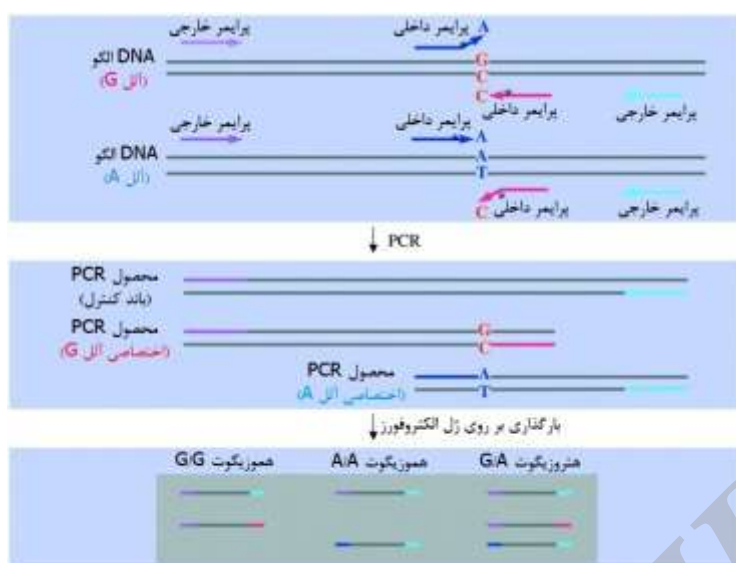 پرایمر خارجی
پرایمر داخلی
A
DNA الگو
(آلل G)
G
C
C
پرایمر داخلی
پرایمر خارجی
پرایمر خارجی
پرایمر داخلی
A
DNA الگو
(آلل A)
A
T
C
پرایمر داخلی
پرایمر خارجی
PCR
محصول PCR
(باند کنترل)
محصول PCR
(اختصاصی آلل G)
G
C
محصول PCR
(اختصاصی آلل A)
A
T
بارگذاری بر روی ژل الکتروفورز
هموزیگوت G/G
هموزیگوت A/A
هتروزیگوت G/A